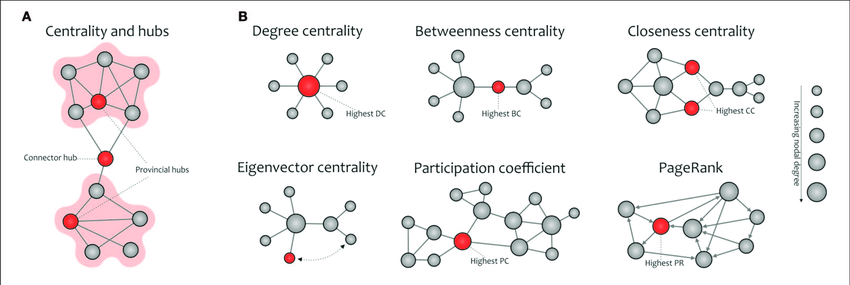 A
B
Centrality and hubs
Degree centrality
Betweenness centrality
Closeness centrality
Highest DC
Highest BC
Highest CC
Connector hub
Provincial hubs
Increasing nodal degree
Eigenvector centrality
Participation coefficient
PageRank
Highest PC
Highest PR